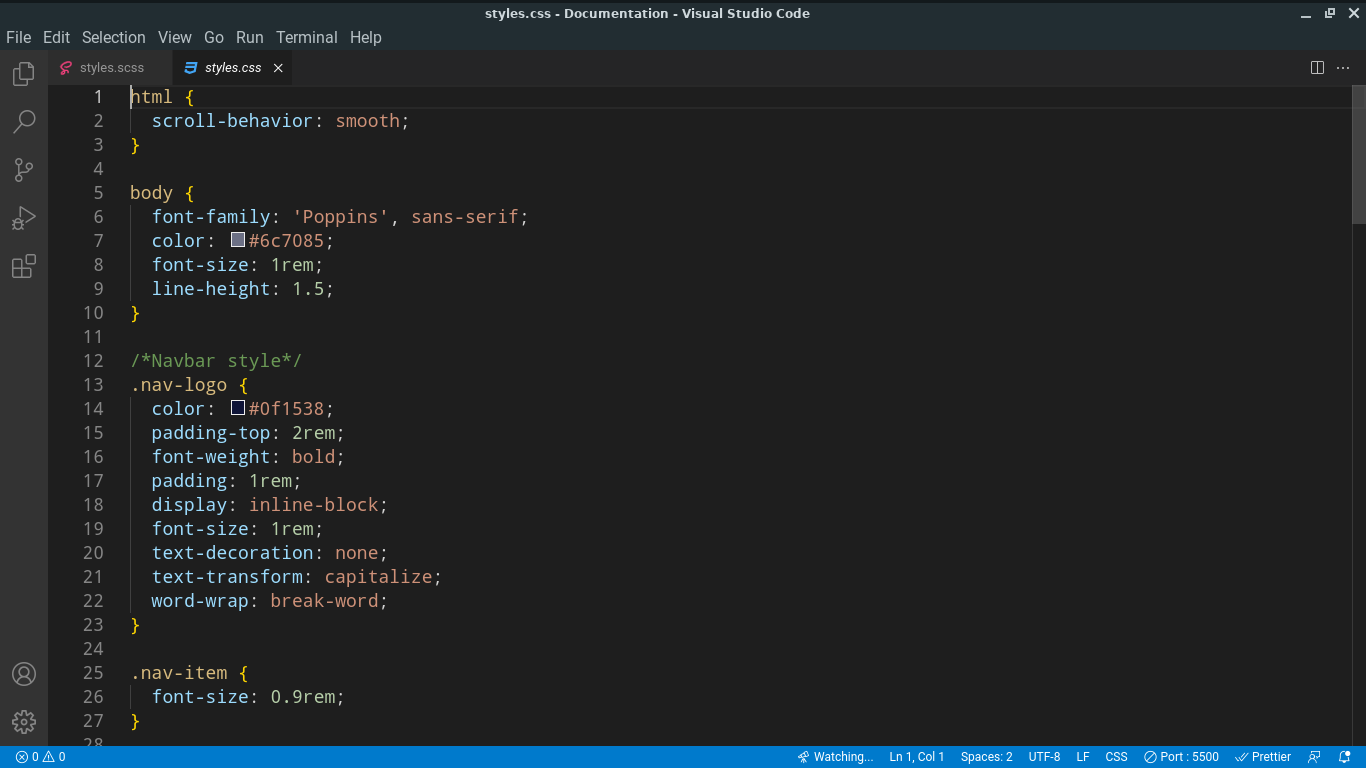 styles.css - Documentation - Visual Studio Code
File Edit Selection View Go Run Terminal Help
styles.scss styles.css
1 html {
2 scroll-behavior: smooth;
3 }
4
5 body {
6 font-family: 'Poppins', sans-serif;
7 color: #6c7085;
8 font-size: 1rem;
9 line-height: 1.5;
10 }
11
12 /*Navbar style*/
13 .nav-logo {
14 color: #0f1538;
15 padding-top: 2rem;
16 font-weight: bold;
17 padding: 1rem;
18 display: inline-block;
19 font-size: 1rem;
20 text-decoration: none;
21 text-transform: capitalize;
22 word-wrap: break-word;
23 }
24
25 .nav-item {
26 font-size: 0.9rem;
27 }
28
0 0 Watching... Ln 1, Col 1 Spaces: 2 UTF-8 LF CSS Port : 5500 Prettier